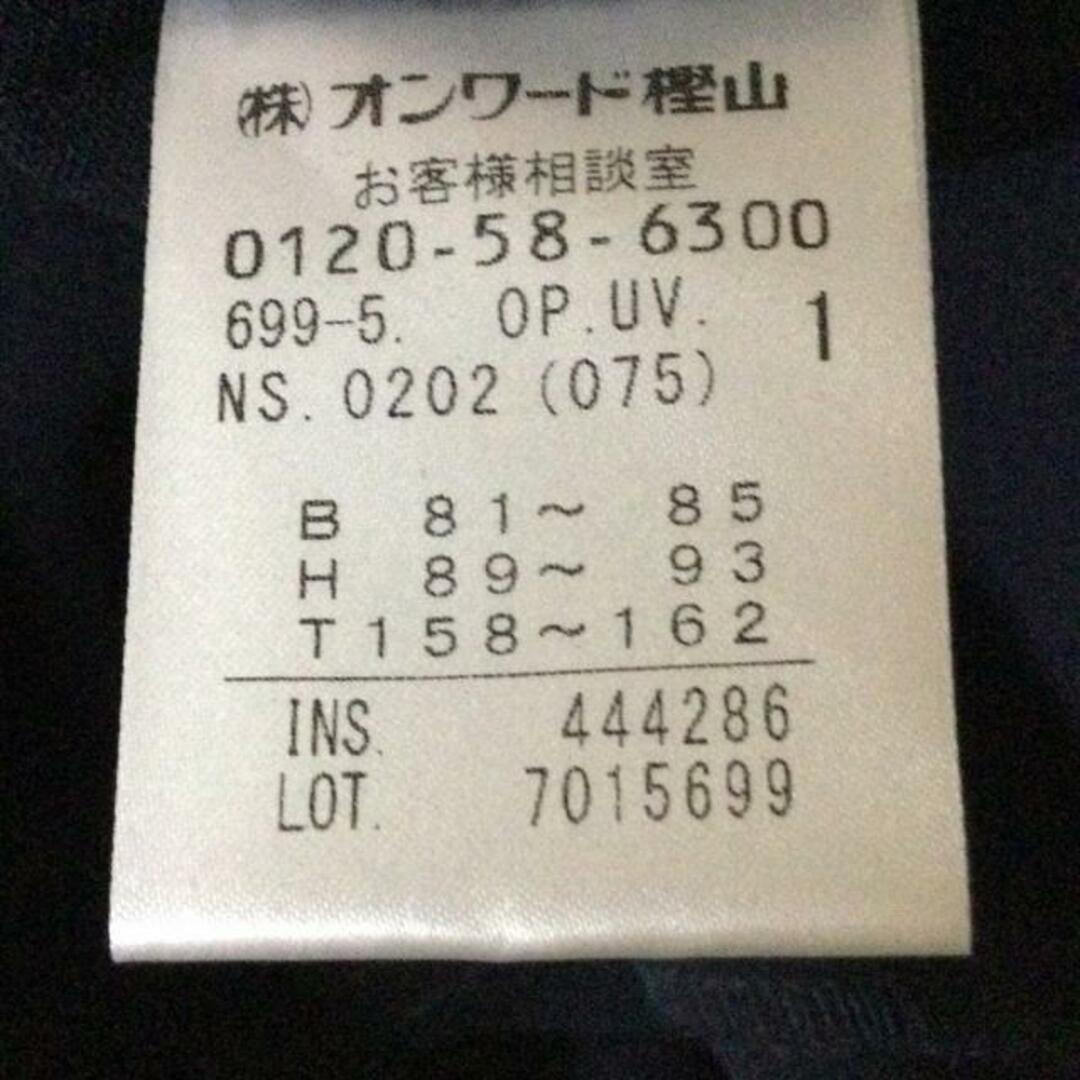 ㈱オンワード樫山
お客様相談室
0120-58-6300
699-5. OP.UV. 1
NS.0202(075)
B 81~ 85
H 89~ 93
T158~162
INS. 444286
LOT. 7015699